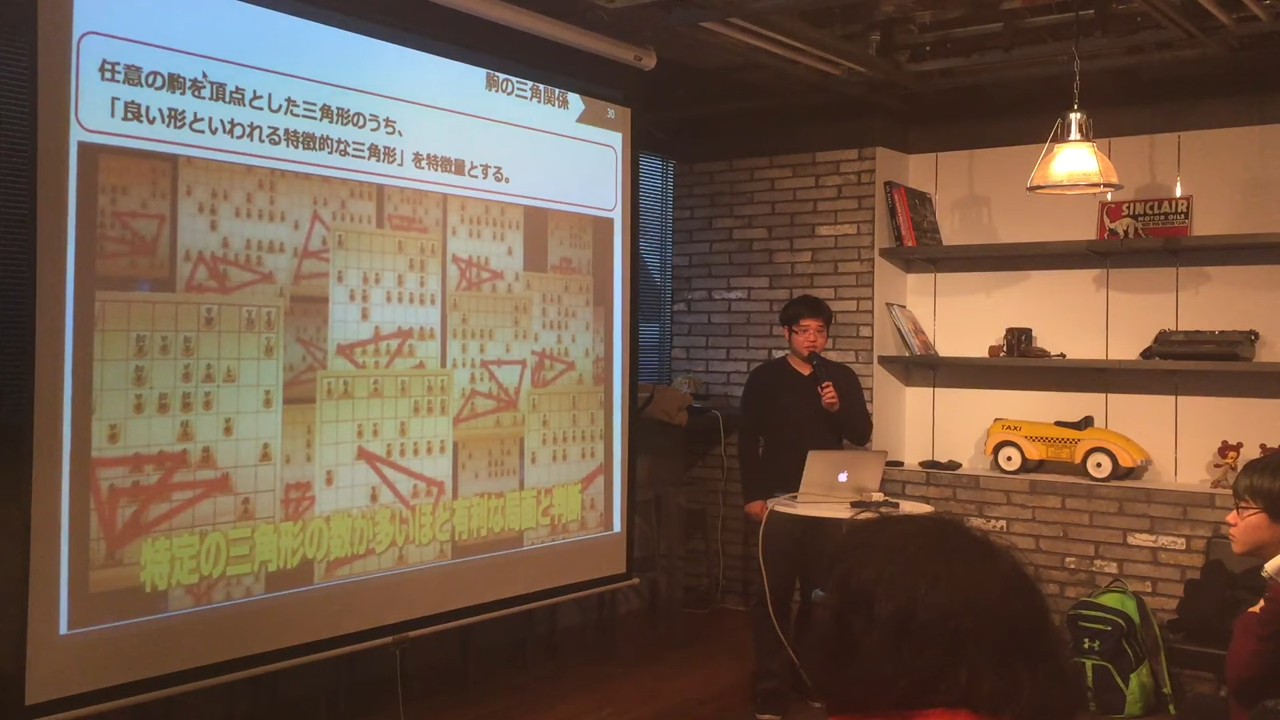 駒の三角関係
30
任意の駒を頂点とした三角形のうち、
「良い形といわれる特徴的な三角形」を特徴量とする。
特定の三角形の数が多いほど有利な局面と判断
SINCLAIR
MOTOR OILS
TAXI